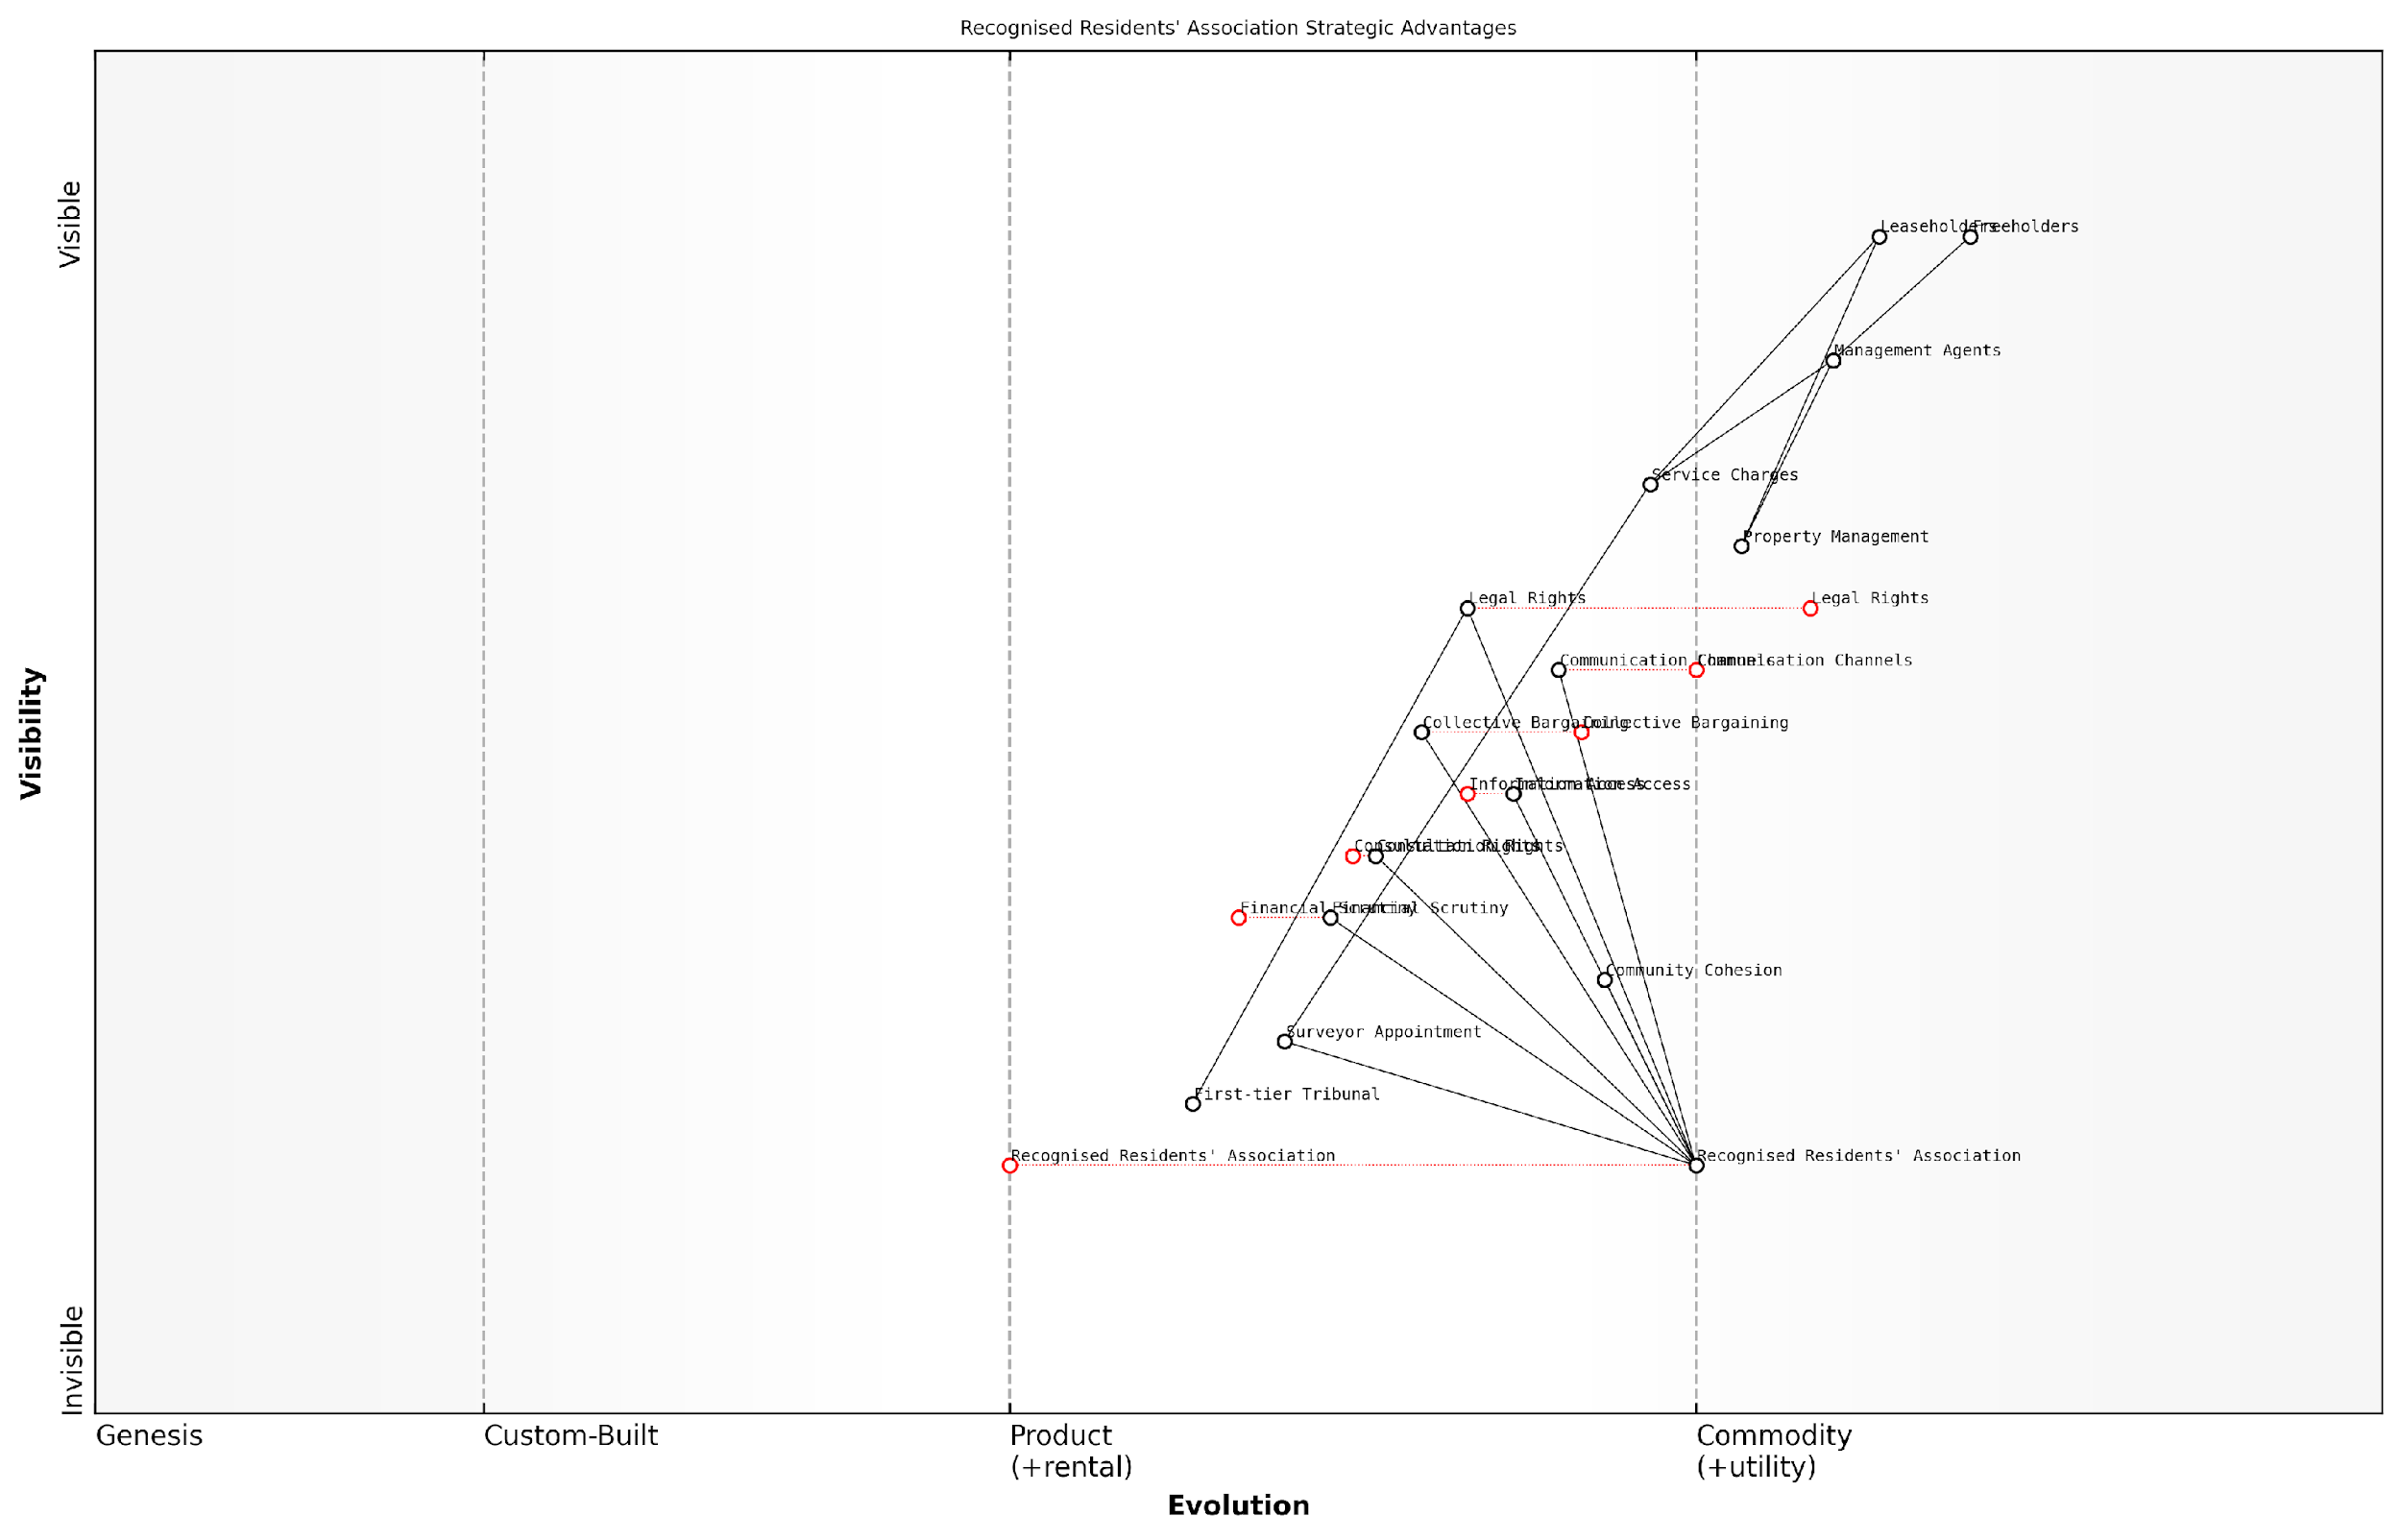 Recognised Residents' Association Strategic Advantages
Visible
Leaseholders
Freeholders
Management Agents
Service Charges
Property Management
Legal Rights
Legal Rights
Communication Channels
Communication Channels
Collective Bargaining
Collective Bargaining
Information Access
Information Access
Consultation Rights
Consultation Rights
Financial Scrutiny
Financial Scrutiny
Community Cohesion
Surveyor Appointment
First-tier Tribunal
Recognised Residents' Association
Recognised Residents' Association
Visibility
Invisible
Genesis
Custom-Built
Product
(+rental)
Commodity
(+utility)
Evolution